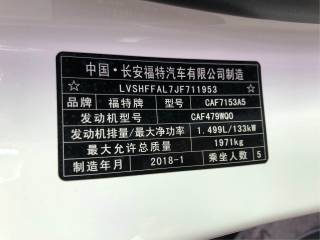 中国·长安福特汽车有限公司制造
☆ LVSHFFAL7JF711953 ☆
品牌 福特牌 型号 CAF7153A5
发动机型号 CAF479WQ0
发动机排量/最大净功率 1.499L/133kW
最大允许总质量 1971kg
制造年月 2018-1 乘坐人数 5